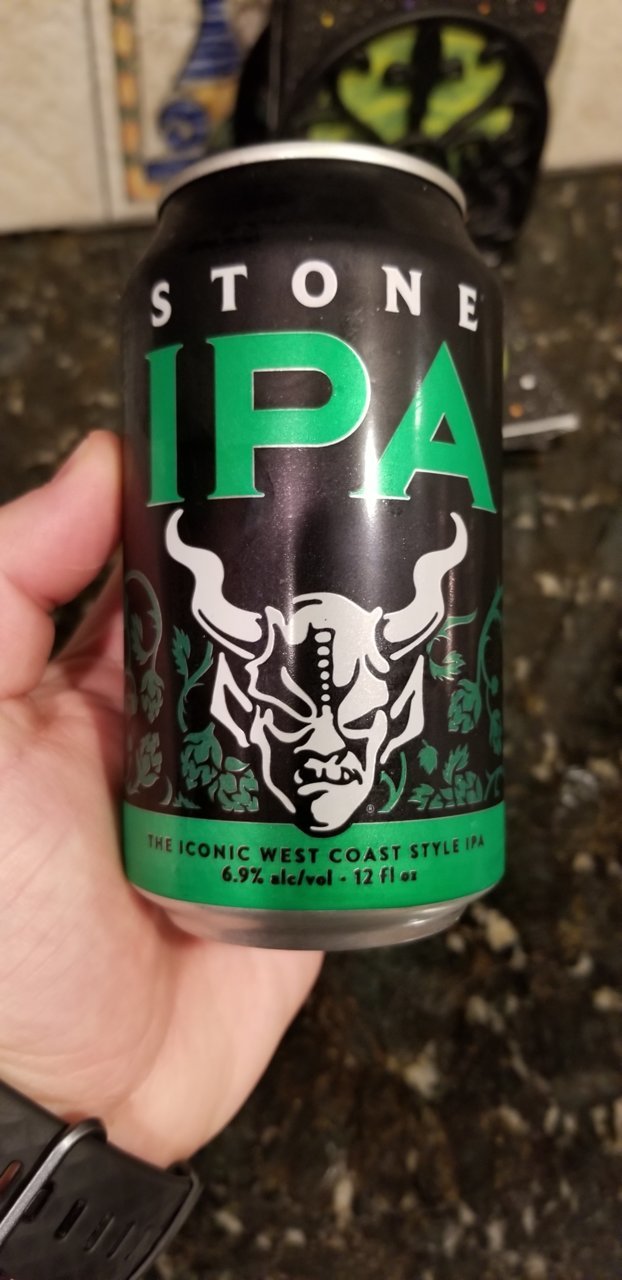 STONE
IPA
THE ICONIC WEST COAST STYLE IPA
6.9% alc/vol - 12 fl oz